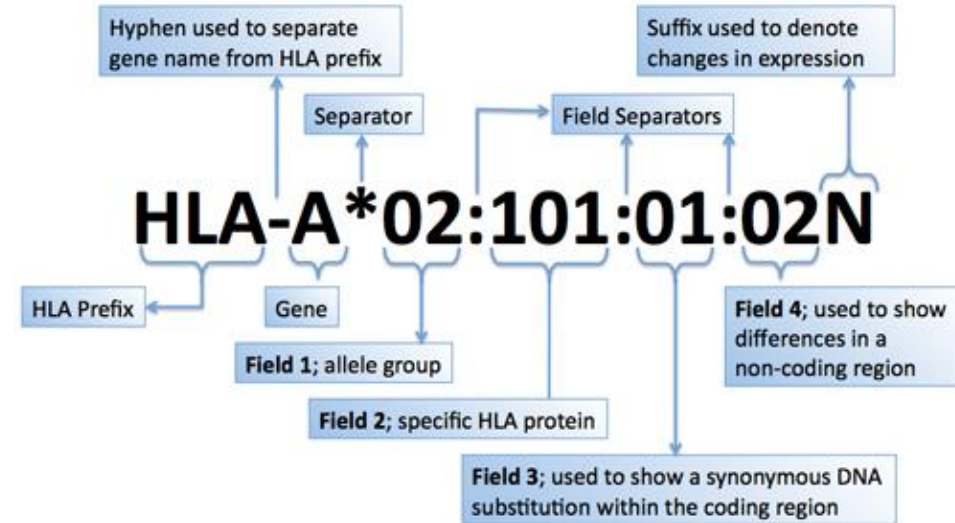 Hyphen used to separate
gene name from HLA prefix
Suffix used to denote
changes in expression
Separator
Field Separators
HLA-A*02:101:01:02N
HLA Prefix
Gene
Field 1; allele group
Field 2; specific HLA protein
Field 3; used to show a synonymous DNA
substitution within the coding region
Field 4; used to show
differences in a
non-coding region